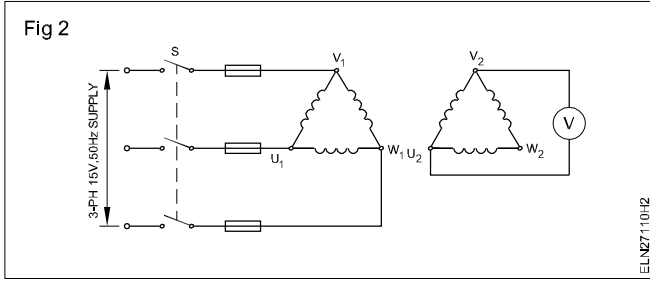 Fig 2
S
3-PH 15V,50Hz SUPPLY
V1
U1
W1
V2
U2
W2
V
ELN27110H2